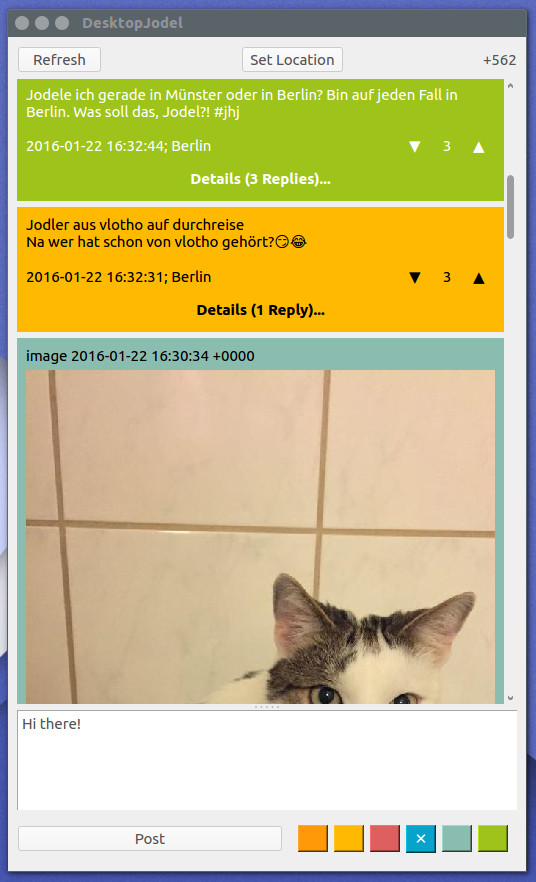 DesktopJodel
Refresh
Set Location
+562
Jodele ich gerade in Münster oder in Berlin? Bin auf jeden Fall in
Berlin. Was soll das, Jodel?! #jhj
2016-01-22 16:32:44; Berlin
▼ 3 ▲
Details (3 Replies)...
Jodler aus vlotho auf durchreise
Na wer hat schon von vlotho gehört?😏😂
2016-01-22 16:32:31; Berlin
▼ 3 ▲
Details (1 Reply)...
image 2016-01-22 16:30:34 +0000
Hi there!
Post
✕